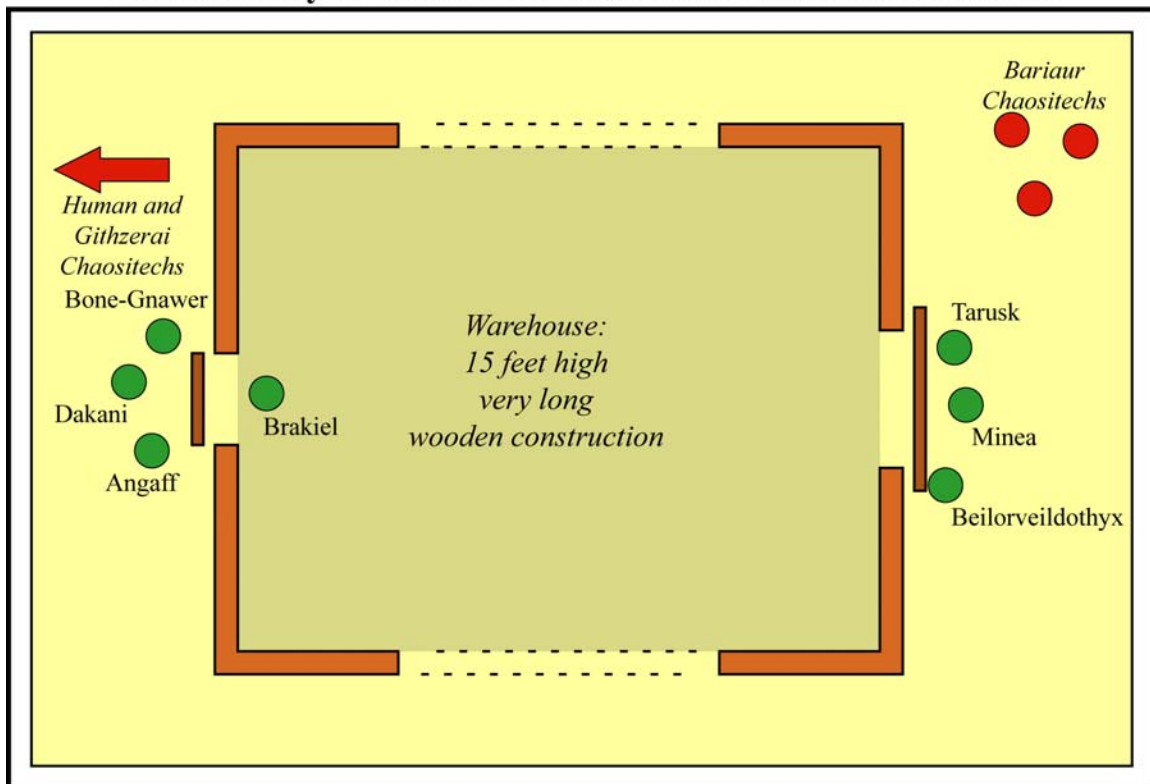 Bariaur
Chaositechs
Human and
Githzerai
Chaositechs
Bone-Gnawer
Dakani
Angaff
Brakiel
Warehouse:
15 feet high
very long
wooden construction
Tarusk
Minea
Beilorveildothyx